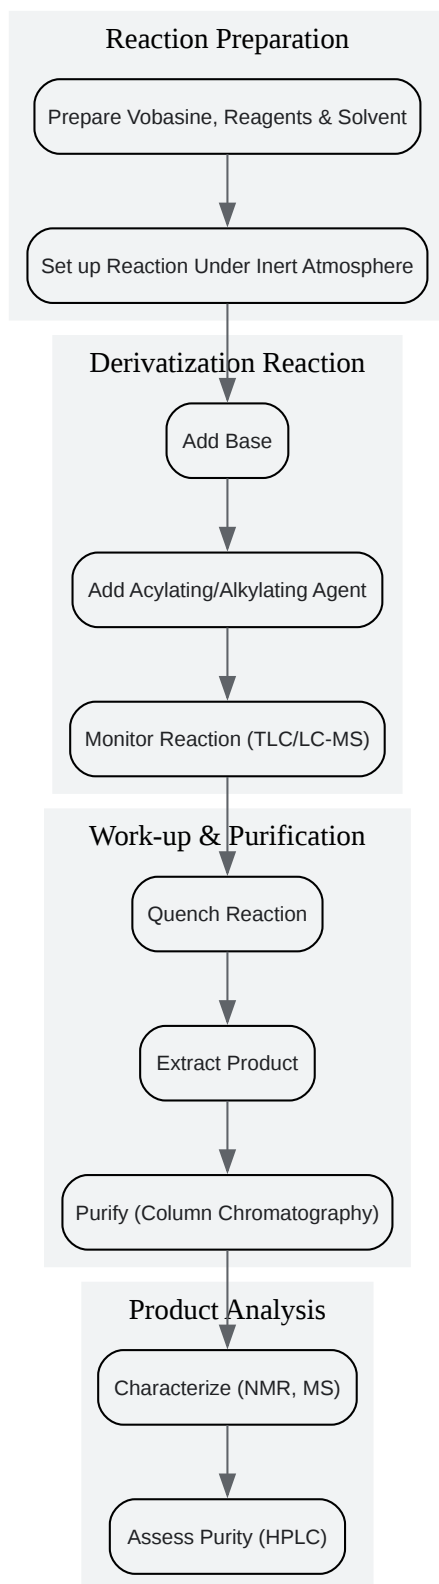 Reaction Preparation
Prepare Vobasine, Reagents & Solvent
Set up Reaction Under Inert Atmosphere
Derivatization Reaction
Add Base
Add Acylating/Alkylating Agent
Monitor Reaction (TLC/LC-MS)
Work-up & Purification
Quench Reaction
Extract Product
Purify (Column Chromatography)
Product Analysis
Characterize (NMR, MS)
Assess Purity (HPLC)